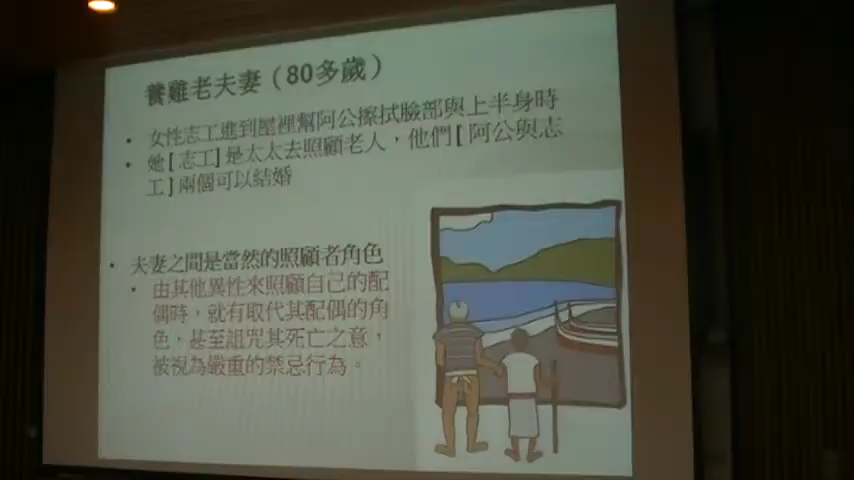 養雞老夫妻（80多歲）
• 女性志工進到屋裡幫阿公擦拭臉部與上半身時
• 她[志工]是太太去照顧老人，他們[阿公與志
工]兩個可以結婚
• 夫妻之間是當然的照顧者角色
• 由其他異性來照顧自己的配
偶時，就有取代其配偶的角
色，甚至詛咒其死亡之意，
被視為嚴重的禁忌行為。